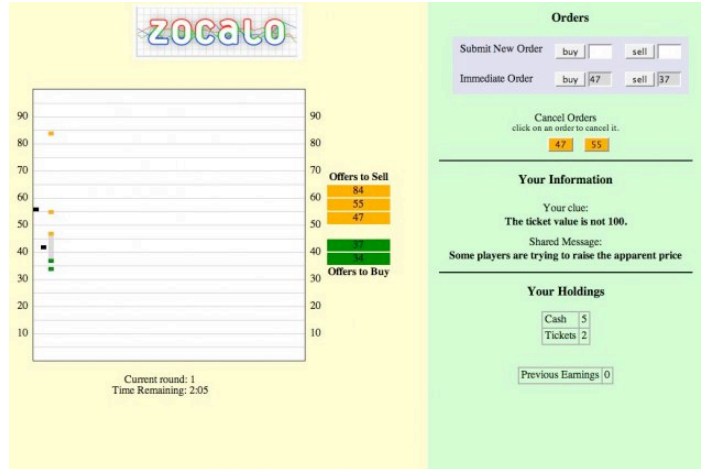 zocalo
90
80
70
60
50
40
30
20
10
90
80
70
60
50
40
30
20
10
Offers to Sell
84
55
47
37
34
Offers to Buy
Current round: 1
Time Remaining: 2:05
Orders
Submit New Order buy sell
Immediate Order buy 47 sell 37
Cancel Orders
click on an order to cancel it.
47 55
Your Information
Your clue:
The ticket value is not 100.
Shared Message:
Some players are trying to raise the apparent price
Your Holdings
Cash 5
Tickets 2
Previous Earnings 0